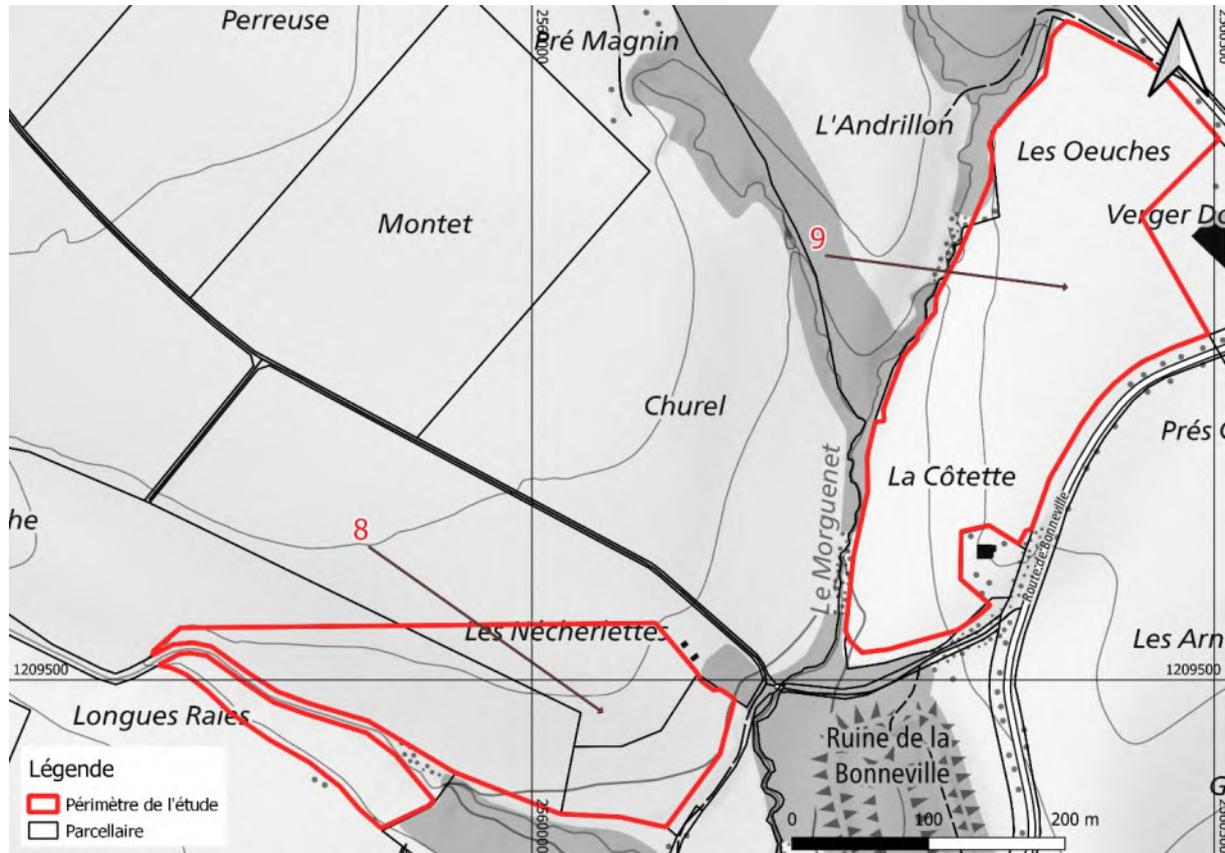 Perreuse
2560000
Pré Magnin
L'Andrillon
Les Oeuches
Montet
Verger Do
9
Churel
Prés
La Côtette
he
8
Le Morguenet
Route de Bonneville
Les Nécherlettes
Les Arn
1209500
1209500
Longues Raies
Ruine de la
Bonneville
Légende
Périmètre de l'étude
Parcellaire
2560000
G
0 100 200 m